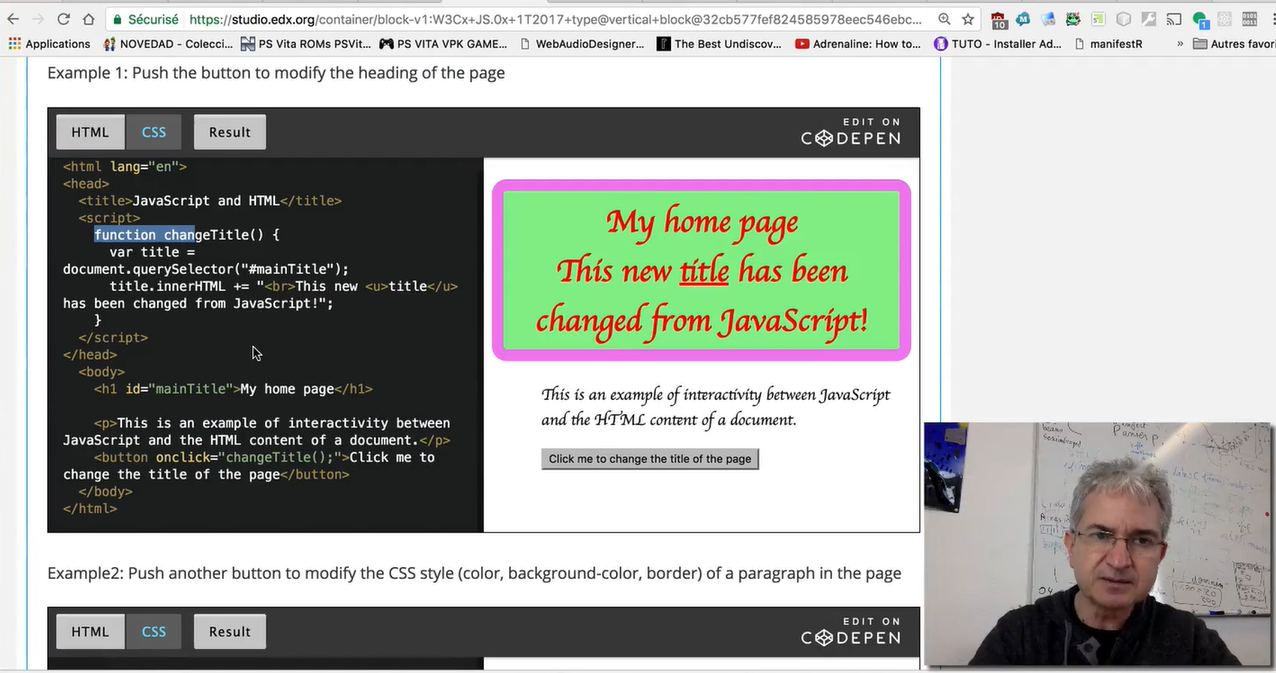 Sécurisé https://studio.edx.org/container/block-v1:W3Cx+JS.0x+1T2017+type@vertical+block@32cb577fef824585978eec546ebc...
10
1
Applications NOVEDAD - Colecci... PS Vita ROMs PSVit... PS VITA VPK GAME... WebAudioDesigner... The Best Undiscov... Adrenaline: How to... TUTO - Installer Ad... manifestR » Autres favori
Example 1: Push the button to modify the heading of the page
HTML CSS Result EDIT ON
CODEPEN
<html lang="en">
<head>
<title>JavaScript and HTML</title>
<script>
function changeTitle() {
var title =
document.querySelector("#mainTitle");
title.innerHTML += "<br>This new <u>title</u>
has been changed from JavaScript!";
}
</script>
</head>
<body>
<h1 id="mainTitle">My home page</h1>
<p>This is an example of interactivity between
JavaScript and the HTML content of a document.</p>
<button onclick="changeTitle();">Click me to
change the title of the page</button>
</body>
</html>
My home page
This new title has been
changed from JavaScript!
This is an example of interactivity between JavaScript
and the HTML content of a document.
Click me to change the title of the page
Example2: Push another button to modify the CSS style (color, background-color, border) of a paragraph in the page
HTML CSS Result EDIT ON
CODEPEN